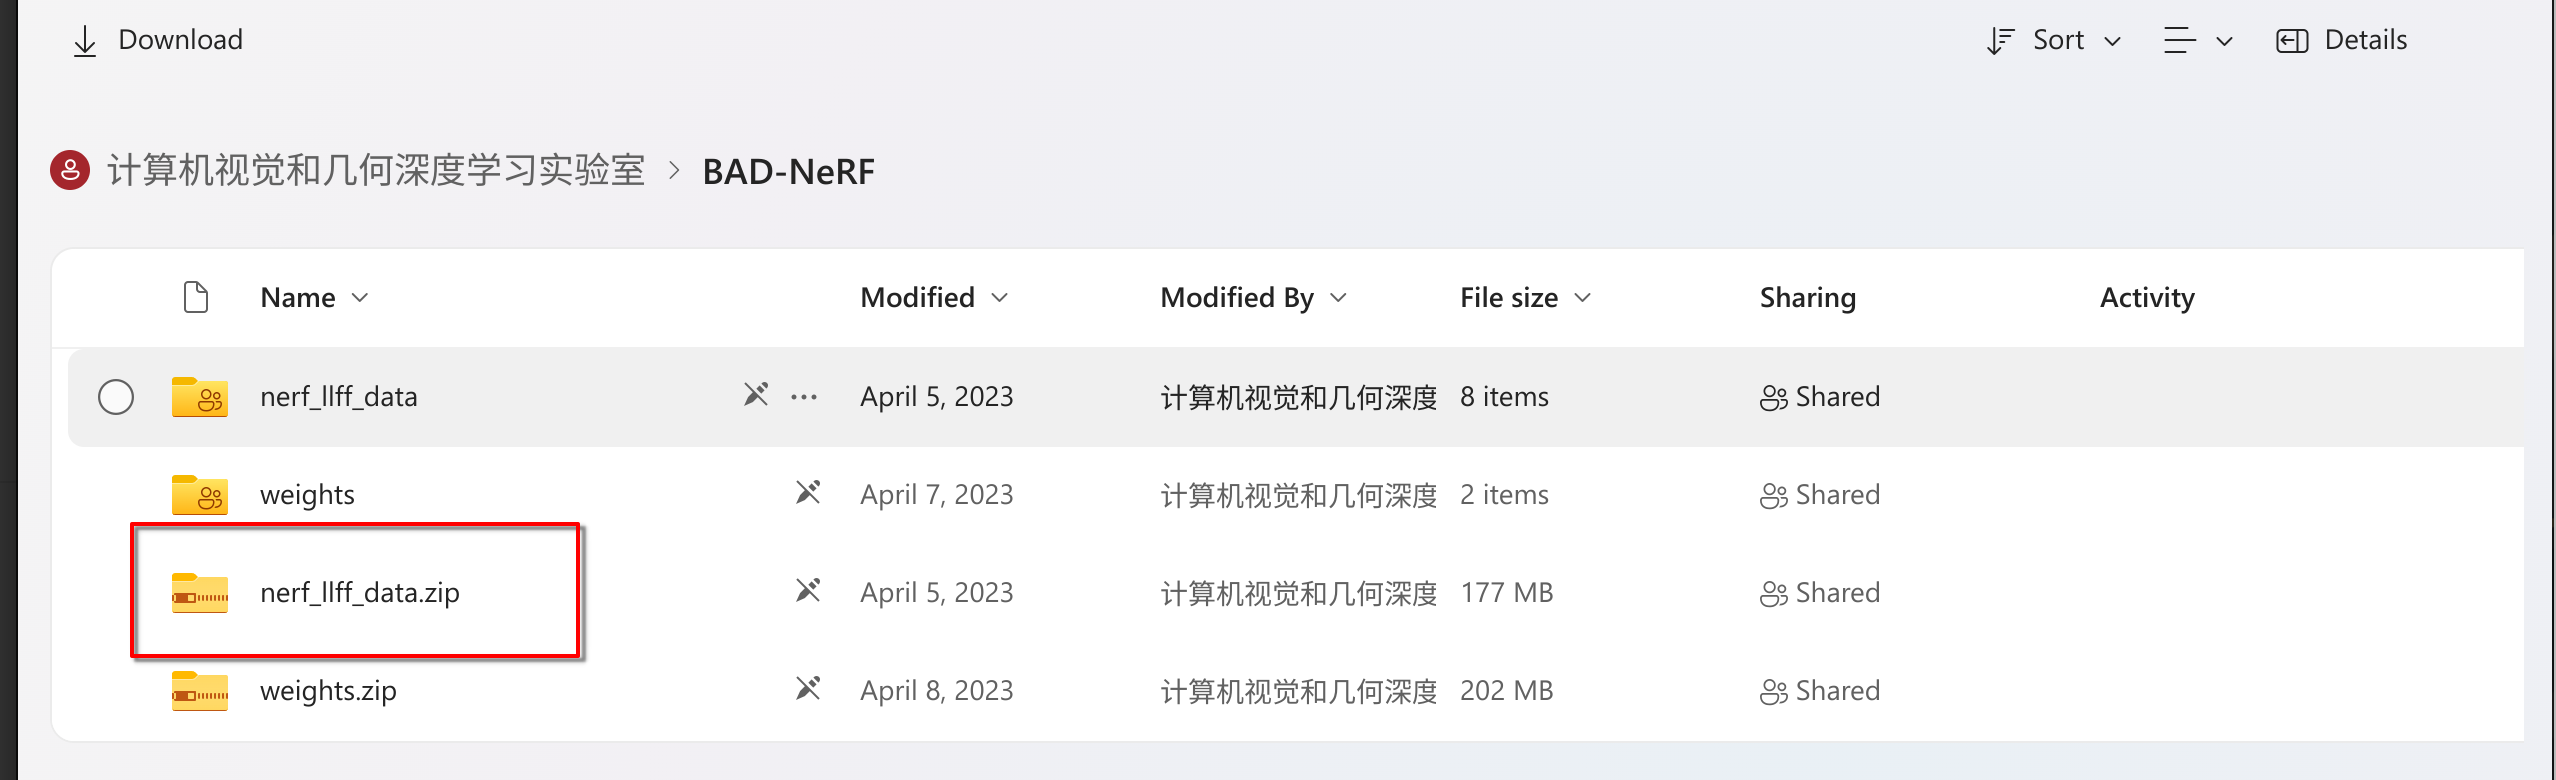 Download Sort Details
计算机视觉和几何深度学习实验室 > BAD-NeRF
Name Modified Modified By File size Sharing Activity
nerf_llff_data ... April 5, 2023 计算机视觉和几何深度 8 items Shared
weights April 7, 2023 计算机视觉和几何深度 2 items Shared
nerf_llff_data.zip April 5, 2023 计算机视觉和几何深度 177 MB Shared
weights.zip April 8, 2023 计算机视觉和几何深度 202 MB Shared